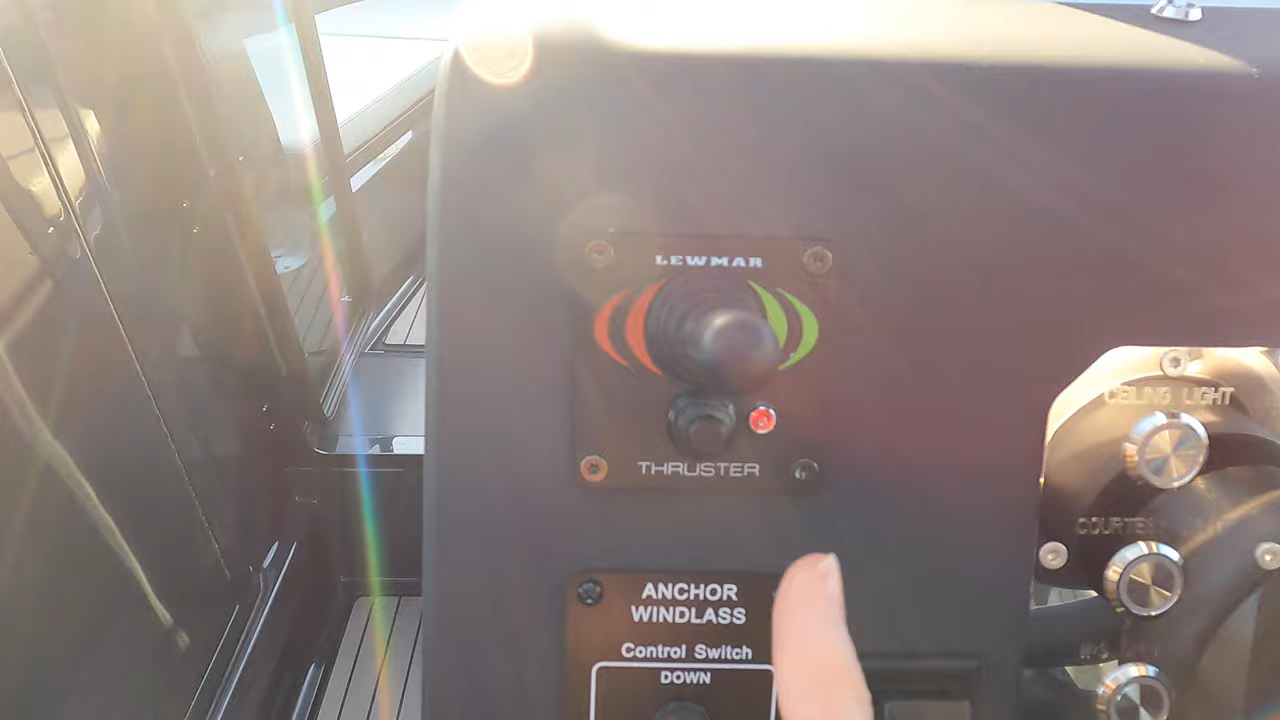 LEWMAR
THRUSTER
ANCHOR
WINDLASS
Control Switch
DOWN
CEILING LIGHT